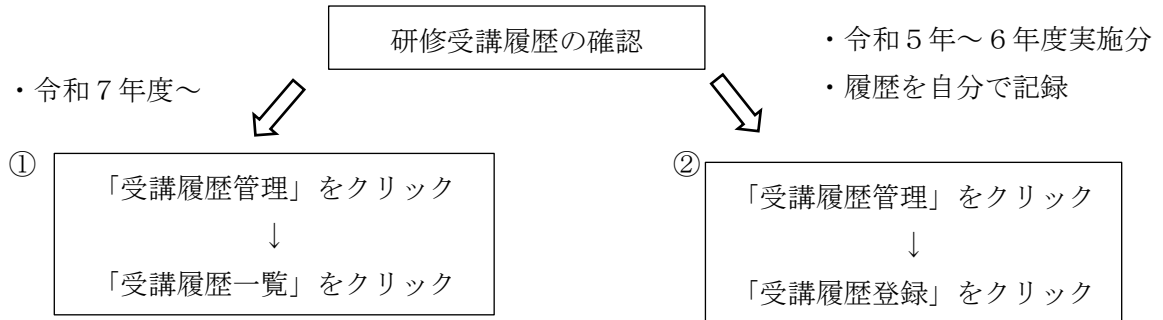 研修受講履歴の確認
・令和７年度～
・令和５年～６年度実施分
・履歴を自分で記録
①
「受講履歴管理」をクリック
↓
「受講履歴一覧」をクリック
②
「受講履歴管理」をクリック
↓
「受講履歴登録」をクリック